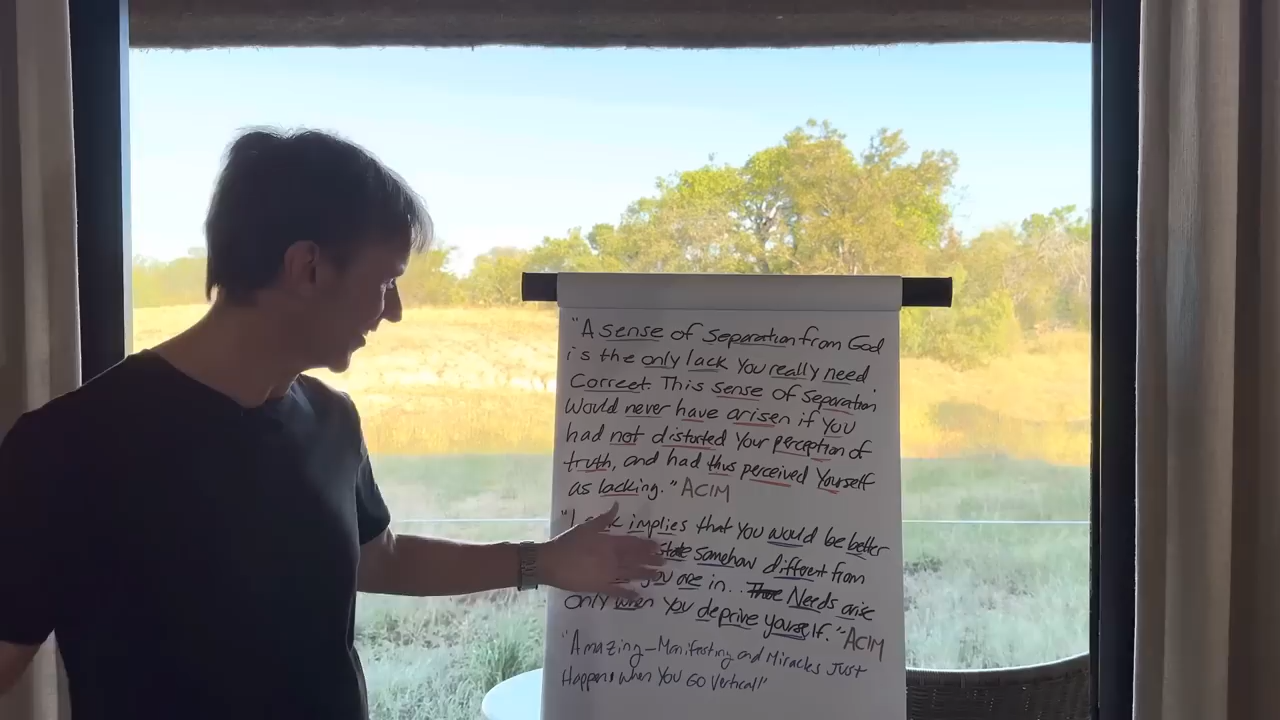 "A sense of Separation from God
is the only lack You really need
Correct. This sense of Separation
Would never have arisen if You
had not distorted Your perception of
truth, and had thus perceived Yourself
as lacking." ACIM
implies that You would be better
state somehow different from
You are in.. Needs arise
only when You deprive yourself." ACIM
"Amazing - Manifesting and Miracles Just
Happens When You Go Vertical"